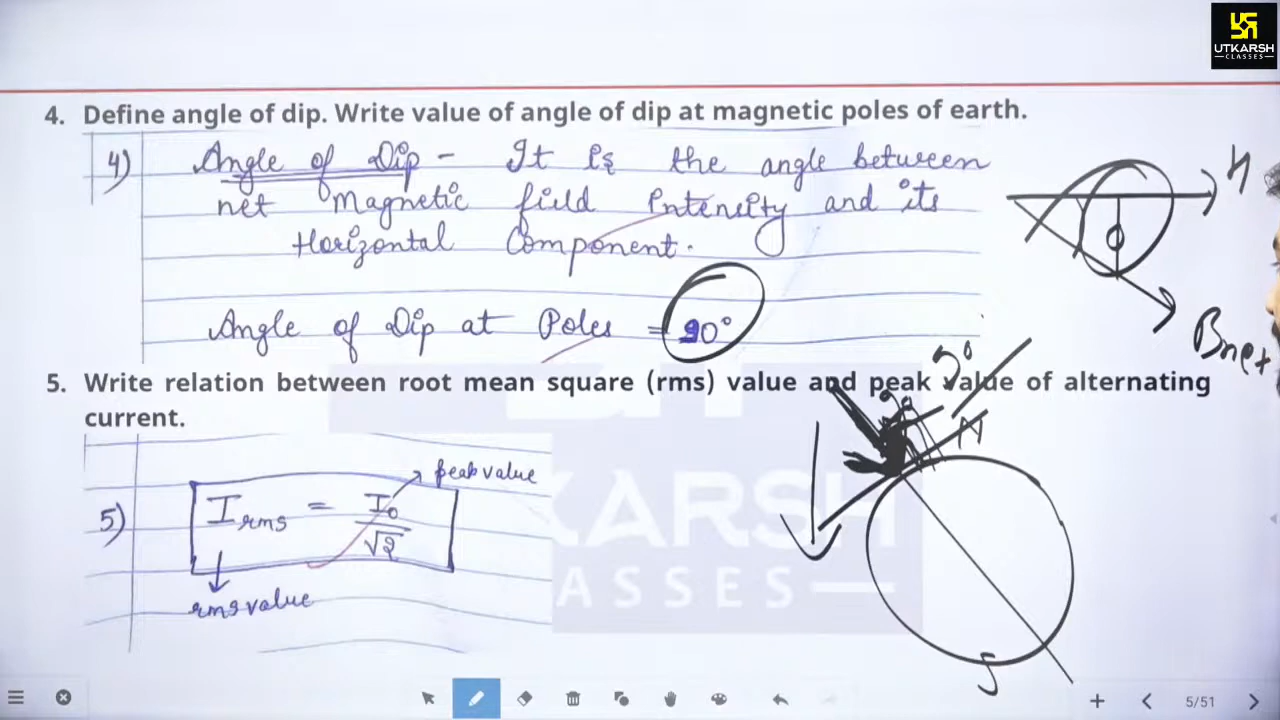 UTKARSH
CLASSES
4. Define angle of dip. Write value of angle of dip at magnetic poles of earth.
4) Angle of Dip - It is the angle between
net Magnetic field intensity and its
Horizontal Component.
H
Bnet
Angle of Dip at Poles = 90°
90°
5. Write relation between root mean square (rms) value and peak value of alternating
current.
N
peak value
5) Irms = I₀/√2
rms value
KARSH
LASSES
S
5/51